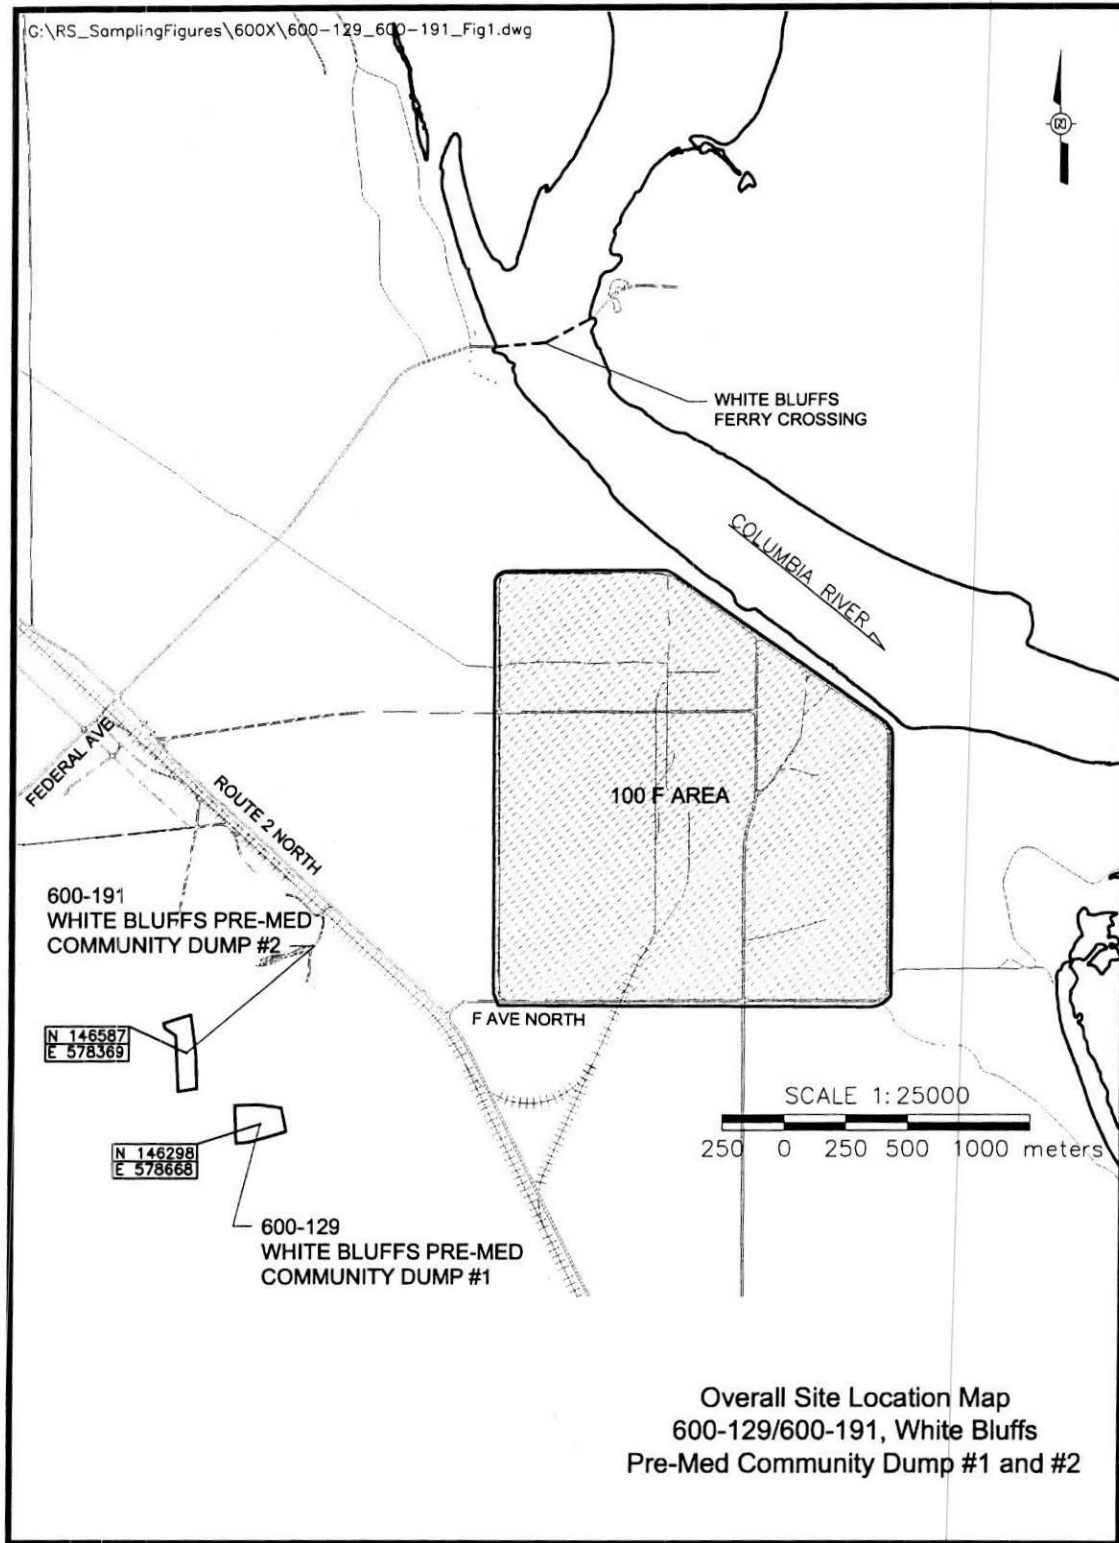 G:\RS_SamplingFigures\600X\600-129_600-191_Fig1.dwg
N
WHITE BLUFFS
FERRY CROSSING
COLUMBIA RIVER
FEDERAL AVE
ROUTE 2 NORTH
100 F AREA
600-191
WHITE BLUFFS PRE-MED
COMMUNITY DUMP #2
F AVE NORTH
N 146587
E 578369
SCALE 1:25000
250 0 250 500 1000 meters
N 146298
E 578668
600-129
WHITE BLUFFS PRE-MED
COMMUNITY DUMP #1
Overall Site Location Map
600-129/600-191, White Bluffs
Pre-Med Community Dump #1 and #2